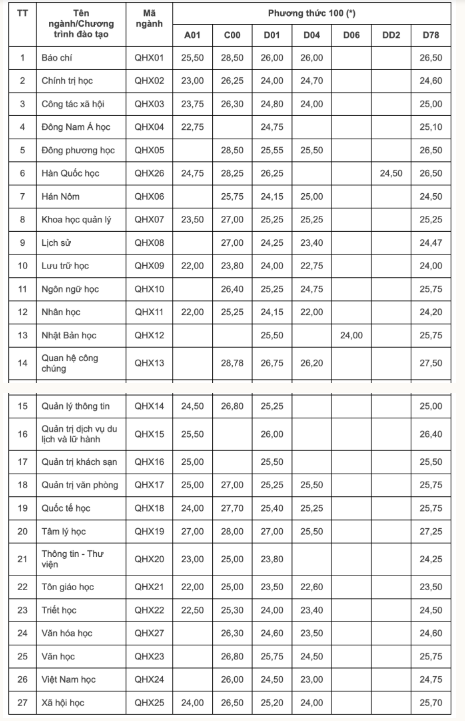 TT Tên ngành/Chương trình đào tạo Mã ngành Phương thức 100 (*)
A01 C00 D01 D04 D06 DD2 D78
1 Báo chí QHX01 25,50 28,50 26,00 26,00 26,50
2 Chính trị học QHX02 23,00 26,25 24,00 24,70 24,60
3 Công tác xã hội QHX03 23,75 26,30 24,80 24,00 25,00
4 Đông Nam Á học QHX04 22,75 24,75 25,10
5 Đông phương học QHX05 28,50 25,55 25,50 26,50
6 Hàn Quốc học QHX26 24,75 28,25 26,25 24,50 26,50
7 Hán Nôm QHX06 25,75 24,15 25,00 24,50
8 Khoa học quản lý QHX07 23,50 27,00 25,25 25,25 25,25
9 Lịch sử QHX08 27,00 24,25 23,40 24,47
10 Lưu trữ học QHX09 22,00 23,80 24,00 22,75 24,00
11 Ngôn ngữ học QHX10 26,40 25,25 24,75 25,75
12 Nhân học QHX11 22,00 25,25 24,15 22,00 24,20
13 Nhật Bản học QHX12 25,50 24,00 25,75
14 Quan hệ công chúng QHX13 28,78 26,75 26,20 27,50
15 Quản lý thông tin QHX14 24,50 26,80 25,25 25,00
16 Quản trị dịch vụ du lịch và lữ hành QHX15 25,50 26,00 26,40
17 Quản trị khách sạn QHX16 25,00 25,50 25,50
18 Quản trị văn phòng QHX17 25,00 27,00 25,25 25,50 25,75
19 Quốc tế học QHX18 24,00 27,70 25,40 25,25 25,75
20 Tâm lý học QHX19 27,00 28,00 27,00 25,50 27,25
21 Thông tin - Thư viện QHX20 23,00 25,00 23,80 24,25
22 Tôn giáo học QHX21 22,00 25,00 23,50 22,60 23,50
23 Triết học QHX22 22,50 25,30 24,00 23,40 24,50
24 Văn hóa học QHX27 26,30 24,60 23,50 24,60
25 Văn học QHX23 26,80 25,75 24,50 25,75
26 Việt Nam học QHX24 26,00 24,50 23,00 24,75
27 Xã hội học QHX25 24,00 26,50 25,20 24,00 25,70